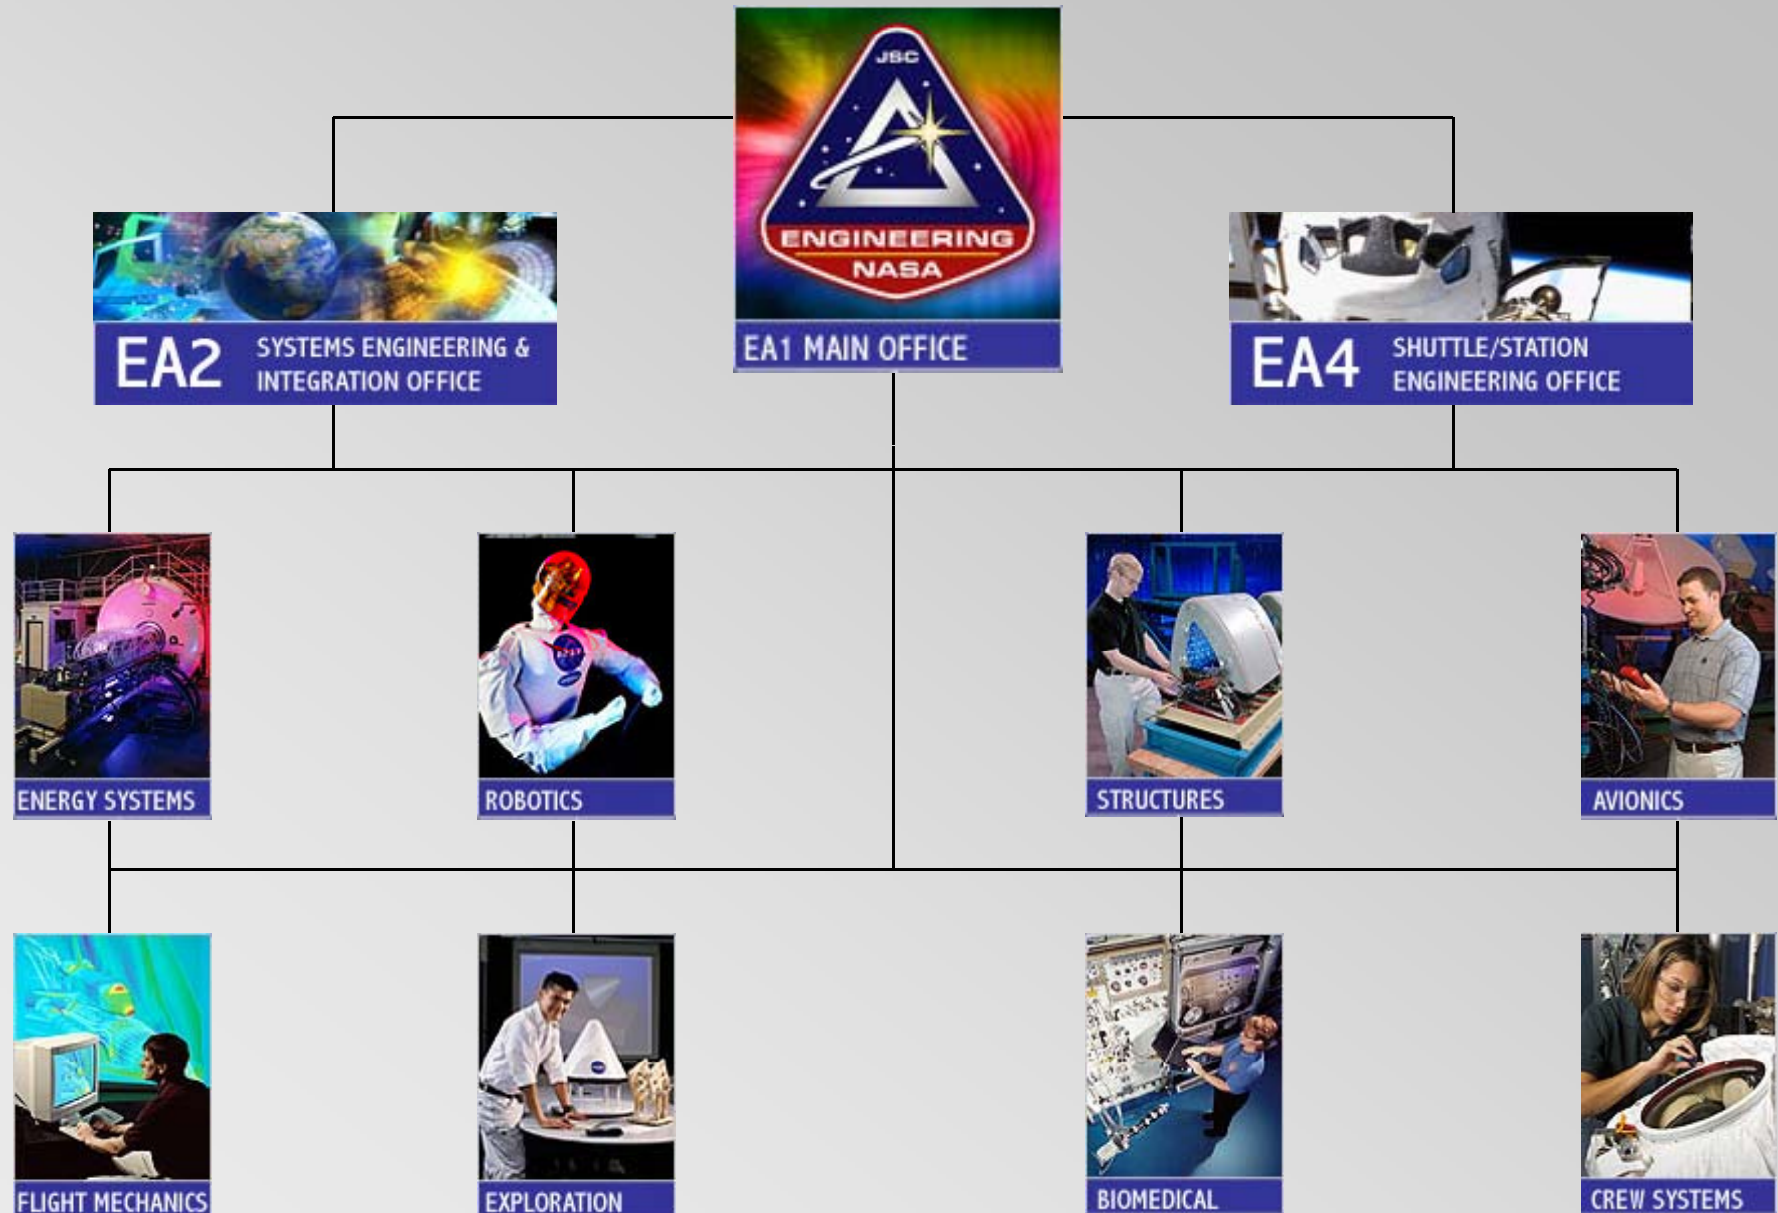 JSC
ENGINEERING
NASA
EA1 MAIN OFFICE
EA2
SYSTEMS ENGINEERING &
INTEGRATION OFFICE
EA4
SHUTTLE/STATION
ENGINEERING OFFICE
ENERGY SYSTEMS
ROBOTICS
STRUCTURES
AVIONICS
FLIGHT MECHANICS
EXPLORATION
BIOMEDICAL
CREW SYSTEMS